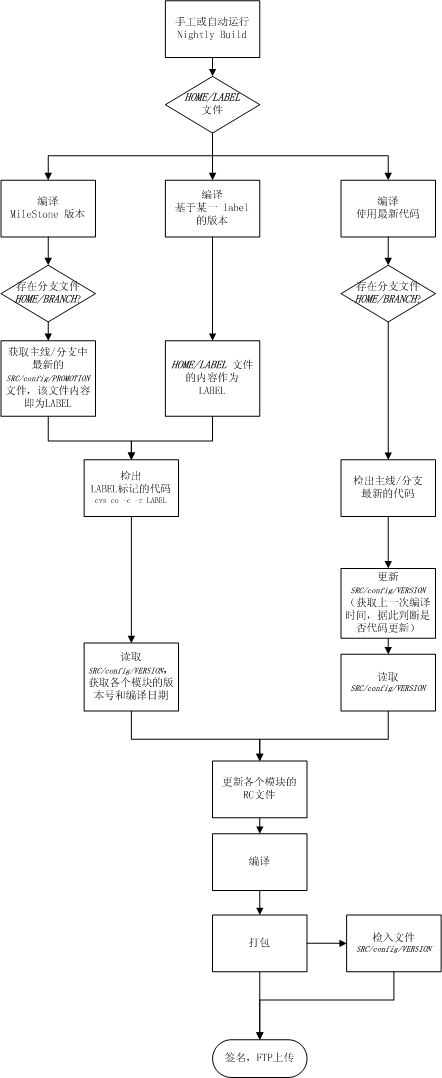 手工或自动运行
Nightly Build
HOME/LABEL
文件
编译
MileStone 版本
编译
基于某一 label
的版本
编译
使用最新代码
存在分支文件
HOME/BRANCH?
存在分支文件
HOME/BRANCH?
获取主线/分支中
最新的
SRC/config/PROMOTION
文件，该文件内容
即为LABEL
HOME/LABEL 文件
的内容作为
LABEL
检出
LABEL标记的代码
cvs co -c -r LABEL
检出主线/分支
最新的代码
更新
SRC/config/VERSION
（获取上一次编译
时间，据此判断是
否代码更新）
读取
SRC/config/VERSION，
获取各个模块的版
本号和编译日期
读取
SRC/config/VERSION
更新各个模块的
RC文件
编译
打包
检入文件
SRC/config/VERSION
签名，FTP上传